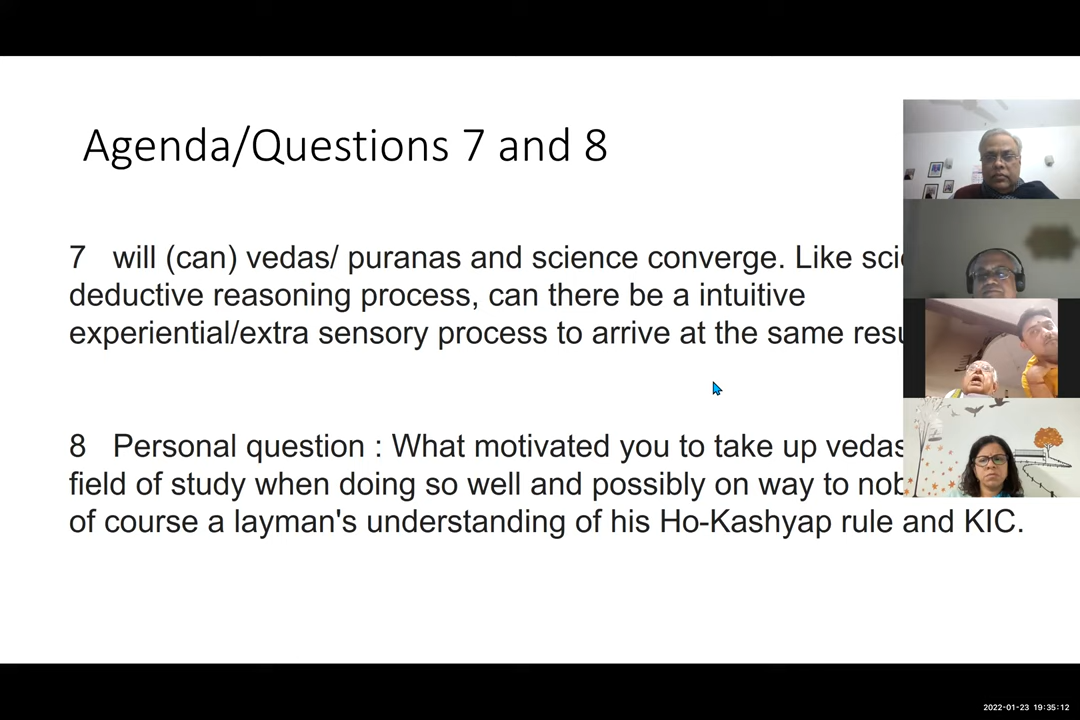 Agenda/Questions 7 and 8
7 will (can) vedas/ puranas and science converge. Like
deductive reasoning process, can there be a intuitive
experiential/extra sensory process to arrive at the same
8 Personal question : What motivated you to take up vedas
field of study when doing so well and possibly on way to
of course a layman's understanding of his Ho-Kashyap rule and KIC.
2022-01-23 19:35:12